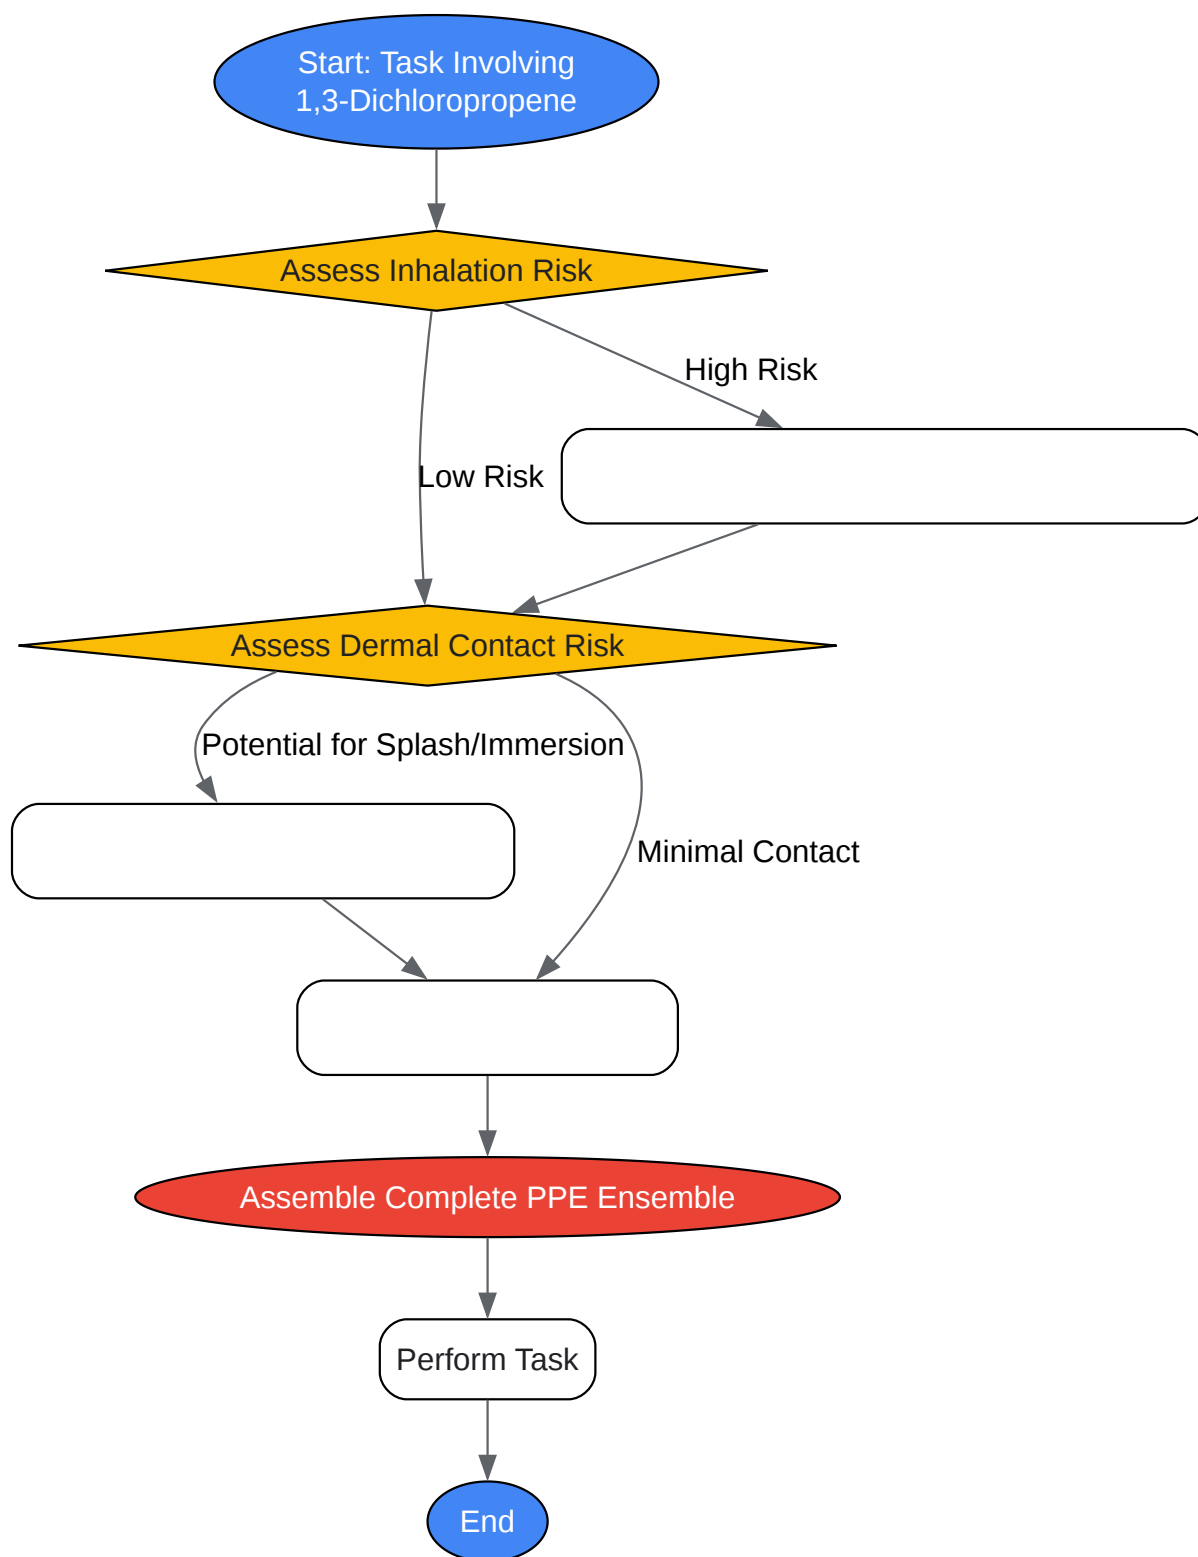 Start: Task Involving
1,3-Dichloropropene
Assess Inhalation Risk
High Risk
Low Risk
Assess Dermal Contact Risk
Potential for Splash/Immersion
Minimal Contact
Assemble Complete PPE Ensemble
Perform Task
End